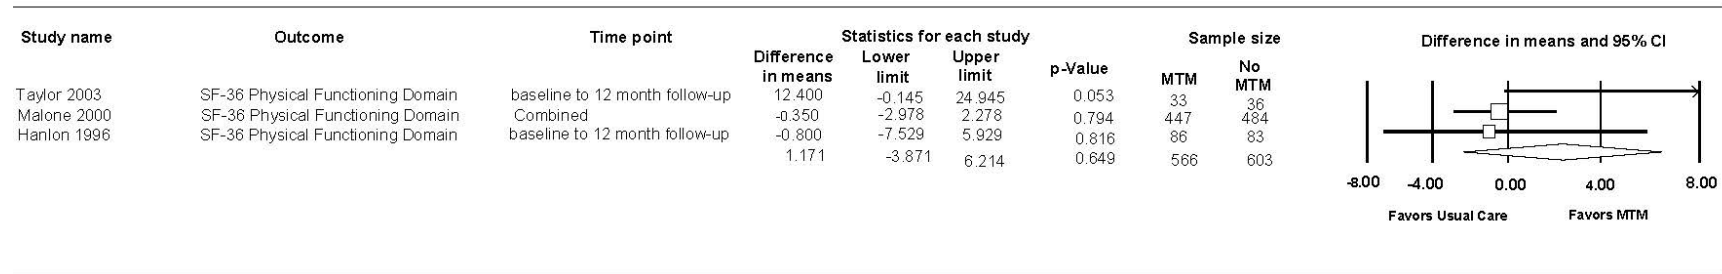 Study name Outcome Time point Statistics for each study Sample size Difference in means and 95% CI
Difference in means Lower limit Upper limit p-Value MTM No MTM
Taylor 2003 SF-36 Physical Functioning Domain baseline to 12 month follow-up 12.400 -0.145 24.945 0.053 33 36
Malone 2000 SF-36 Physical Functioning Domain Combined -0.350 -2.978 2.278 0.794 447 484
Hanlon 1996 SF-36 Physical Functioning Domain baseline to 12 month follow-up -0.800 -7.529 5.929 0.816 86 83
1.171 -3.871 6.214 0.649 566 603
-8.00 -4.00 0.00 4.00 8.00
Favors Usual Care Favors MTM